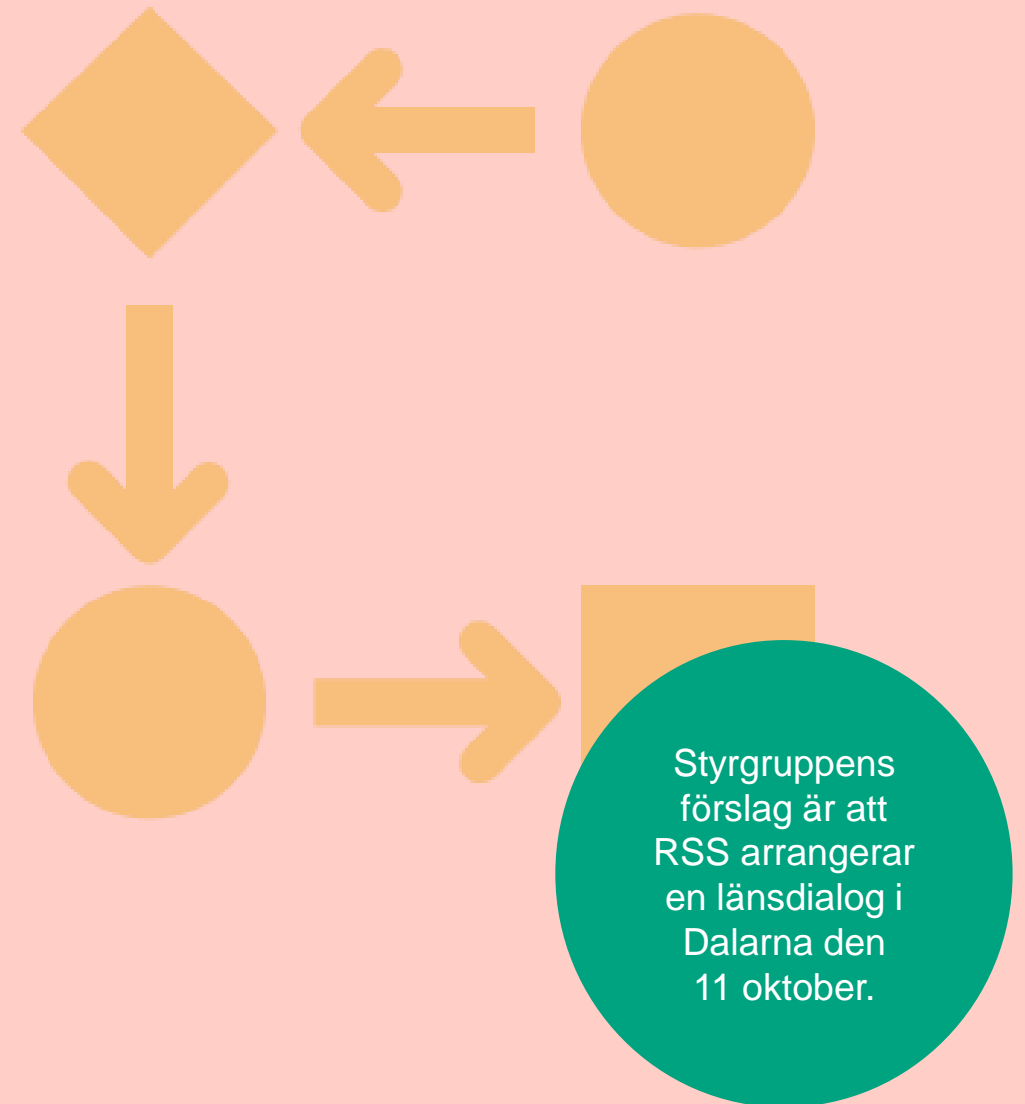 Styrgruppens
förslag är att
RSS arrangerar
en länsdialog i
Dalarna den
11 oktober.